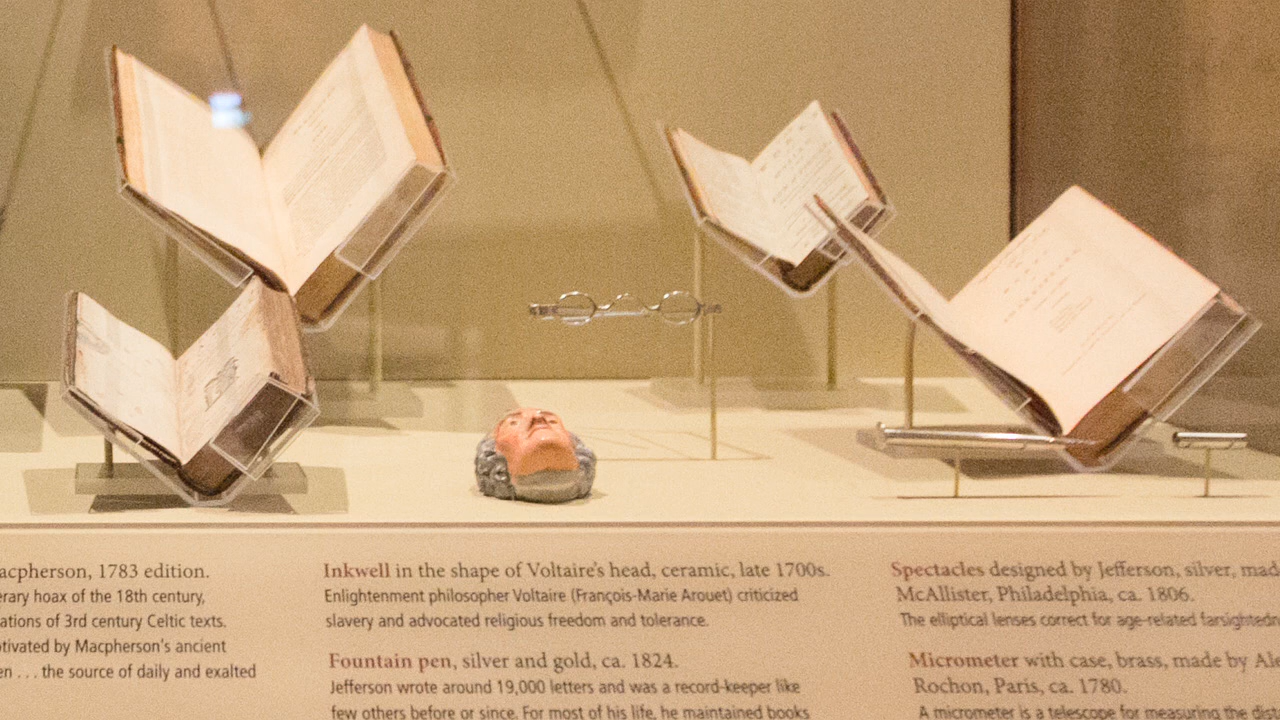 acpherson, 1783 edition.
erary hoax of the 18th century,
ations of 3rd century Celtic texts.
tivated by Macpherson's ancient
en . . . the source of daily and exalted
Inkwell in the shape of Voltaire's head, ceramic, late 1700s.
Enlightenment philosopher Voltaire (François-Marie Arouet) criticized
slavery and advocated religious freedom and tolerance.
Fountain pen, silver and gold, ca. 1824.
Jefferson wrote around 19,000 letters and was a record-keeper like
few others before or since. For most of his life, he maintained books
Spectacles designed by Jefferson, silver, mad
McAllister, Philadelphia, ca. 1806.
The elliptical lenses correct for age-related farsightedn
Micrometer with case, brass, made by Ale
Rochon, Paris, ca. 1780.
A micrometer is a telescope for measuring the dist